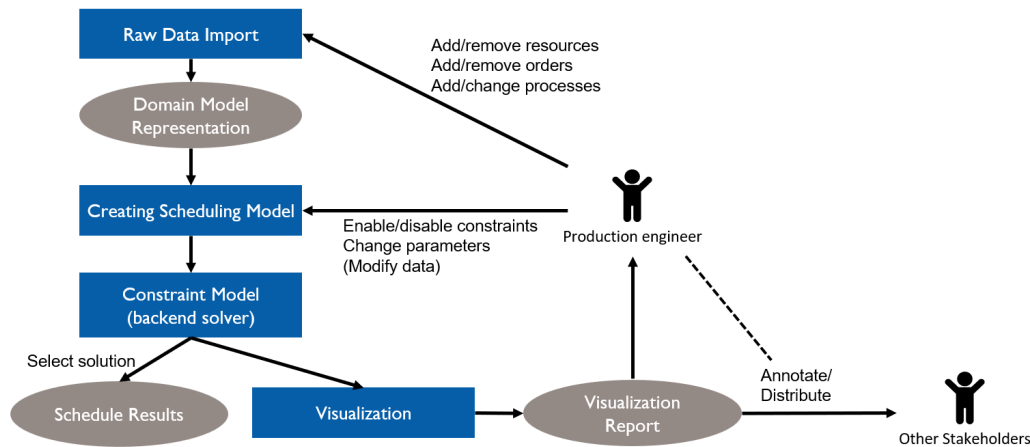 Raw Data Import
Add/remove resources
Add/remove orders
Add/change processes
Domain Model
Representation
Creating Scheduling Model
Enable/disable constraints
Change parameters
(Modify data)
Production engineer
Constraint Model
(backend solver)
Select solution
Schedule Results
Visualization
Visualization
Report
Annotate/
Distribute
Other Stakeholders